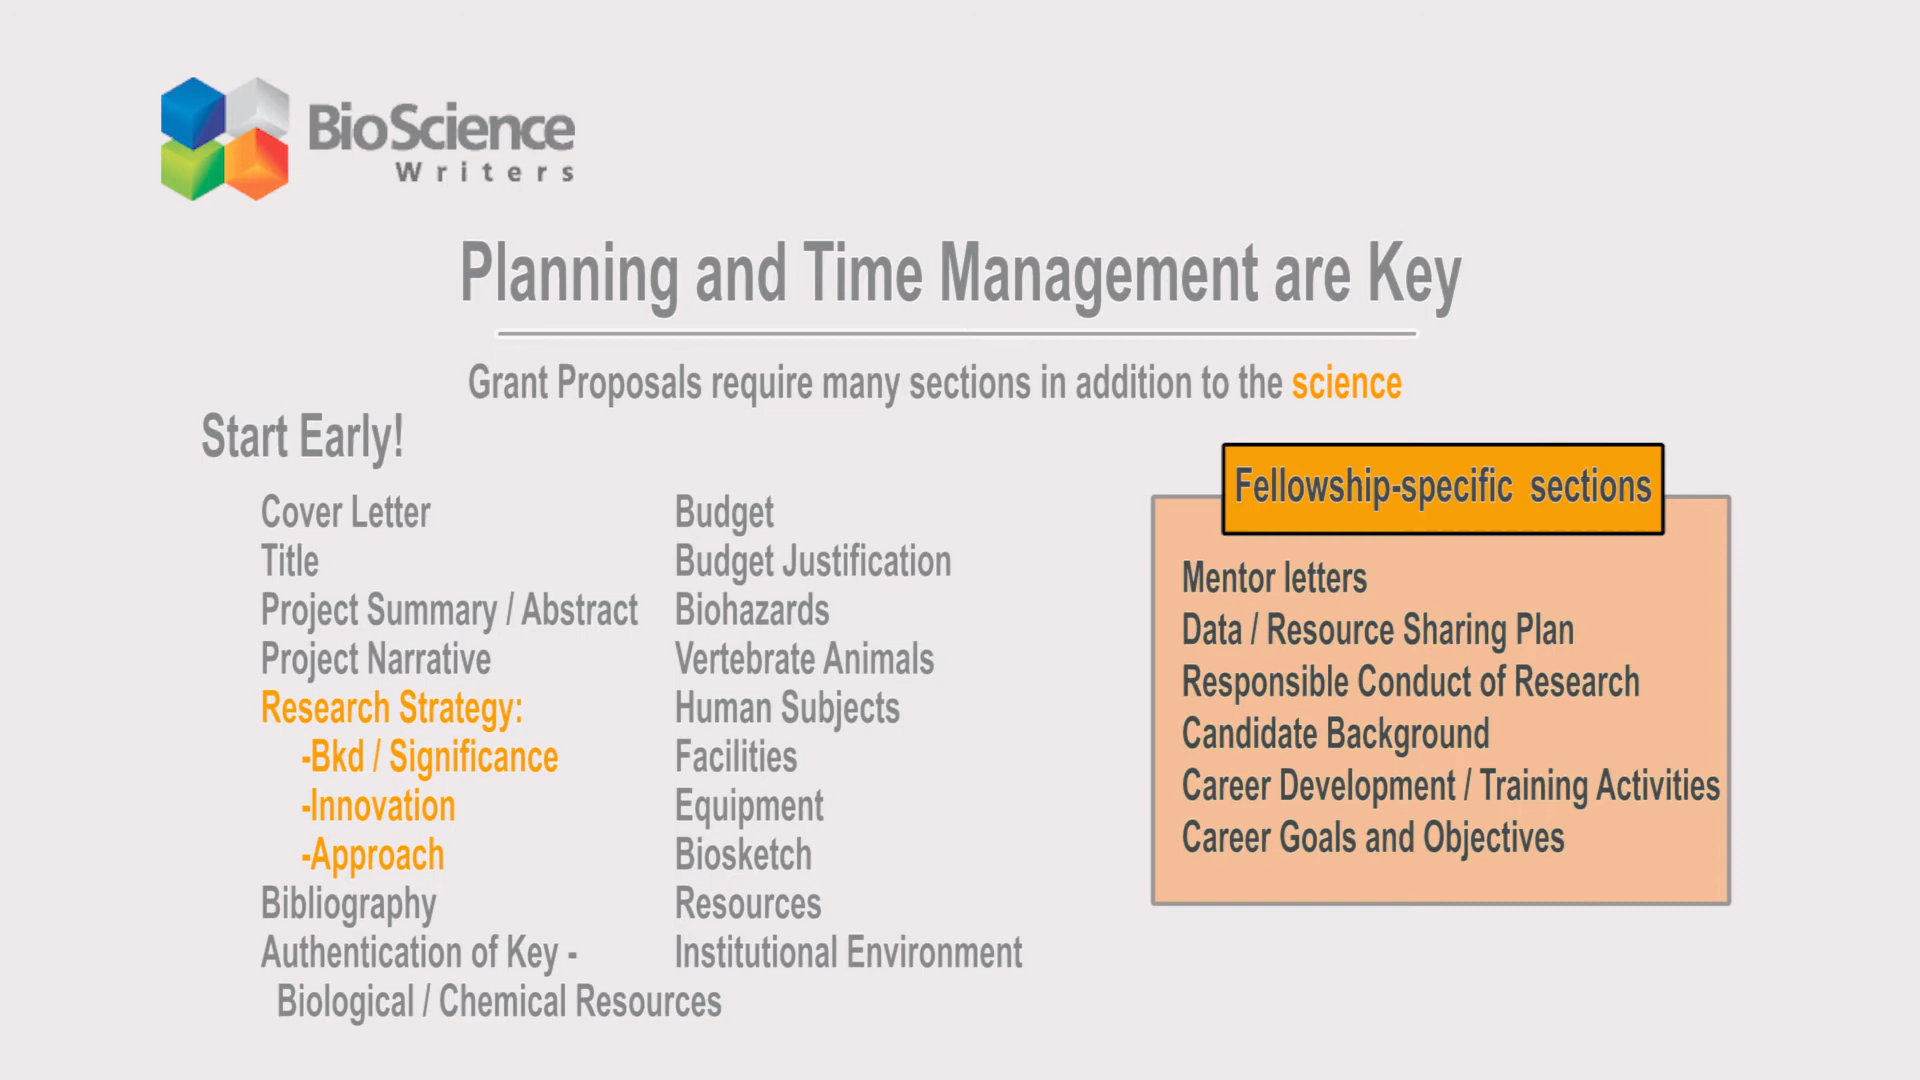 BioScience
Writers
Planning and Time Management are Key
Grant Proposals require many sections in addition to the science
Start Early!
Cover Letter
Title
Project Summary / Abstract
Project Narrative
Research Strategy:
-Bkd / Significance
-Innovation
-Approach
Bibliography
Authentication of Key -
Biological / Chemical Resources
Budget
Budget Justification
Biohazards
Vertebrate Animals
Human Subjects
Facilities
Equipment
Biosketch
Resources
Institutional Environment
Fellowship-specific sections
Mentor letters
Data / Resource Sharing Plan
Responsible Conduct of Research
Candidate Background
Career Development / Training Activities
Career Goals and Objectives